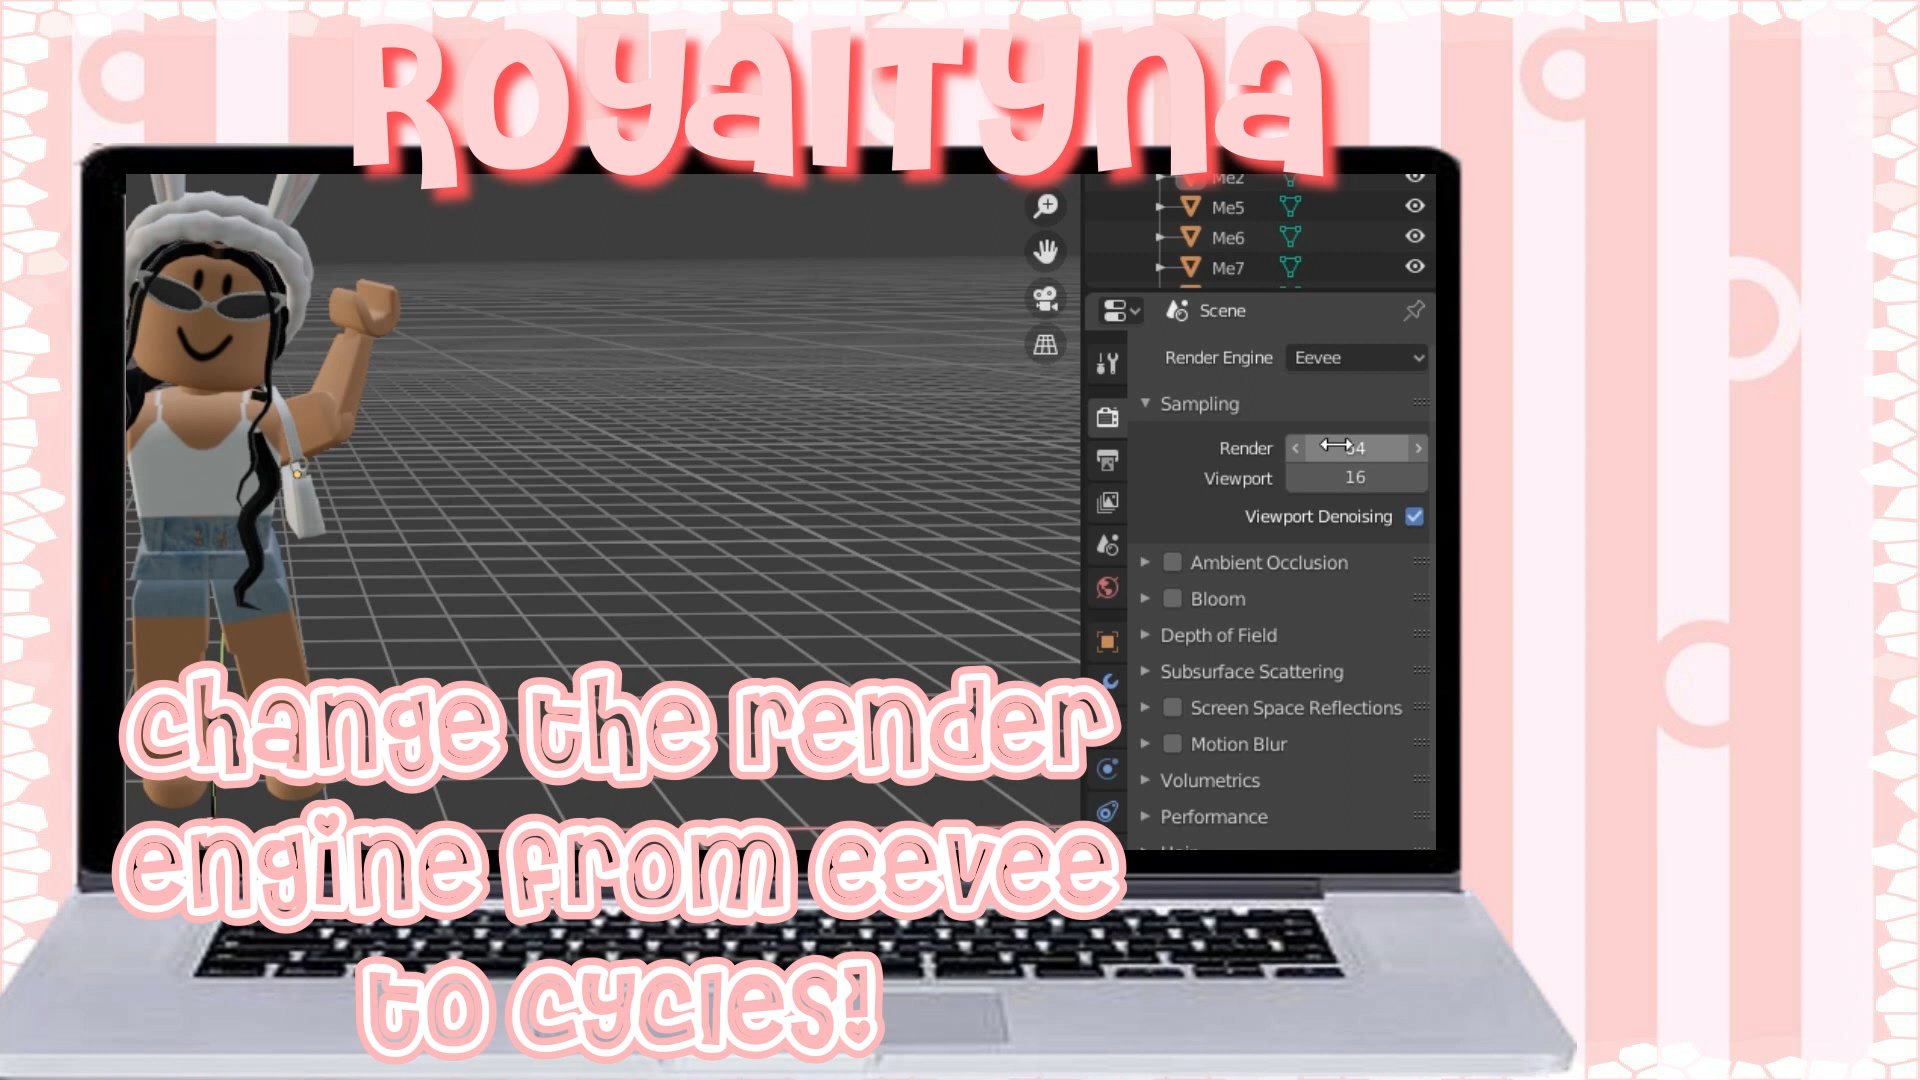 RoyalTyna
Me2
Me5
Me6
Me7
Scene
Render Engine Eevee
Sampling
Render
Viewport 16
Viewport Denoising
Ambient Occlusion
Bloom
Depth of Field
Subsurface Scattering
Screen Space Reflections
Motion Blur
Volumetrics
Performance
change the render
engine from eevee
to cycles!